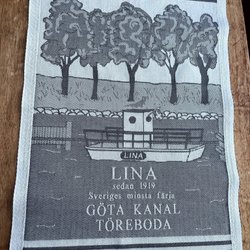 LINA
LINA
sedan 1919
Sveriges minsta färja
GÖTA KANAL
TÖREBODA